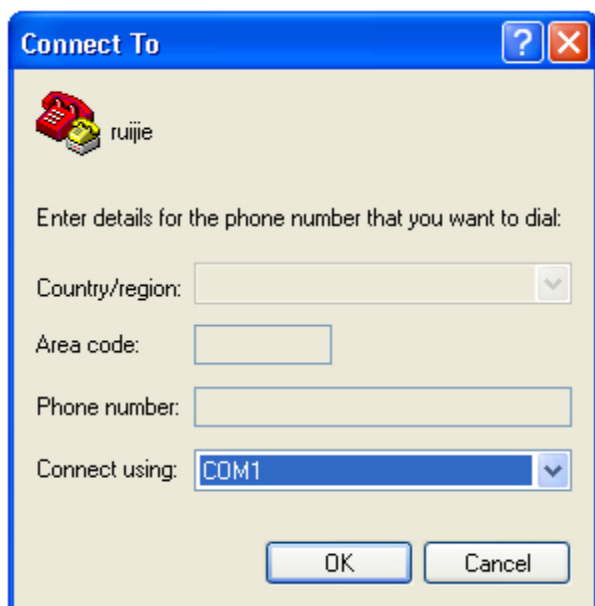 Connect To
ruijie
Enter details for the phone number that you want to dial:
Country/region:
Area code:
Phone number:
Connect using: COM1
OK Cancel